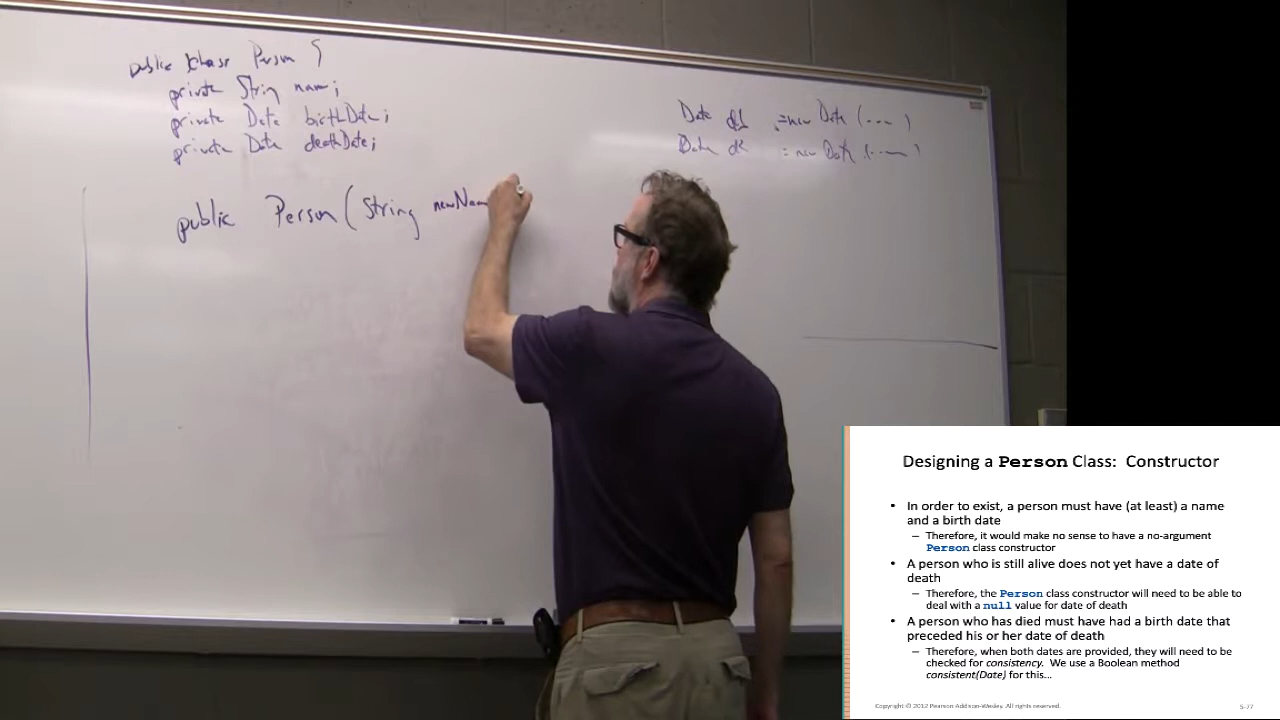 public class Person {
private String name;
private Date birthDate;
private Date deathDate;
public Person (String newNam
Date = new Date (--- )
Date = new Date (---- )
Designing a Person Class: Constructor
• In order to exist, a person must have (at least) a name
and a birth date
– Therefore, it would make no sense to have a no-argument
Person class constructor
• A person who is still alive does not yet have a date of
death
– Therefore, the Person class constructor will need to be able to
deal with a null value for date of death
• A person who has died must have had a birth date that
preceded his or her date of death
– Therefore, when both dates are provided, they will need to be
checked for consistency. We use a Boolean method
consistent(Date) for this...
Copyright © 2012 Pearson Addison-Wesley. All rights reserved.
5-77